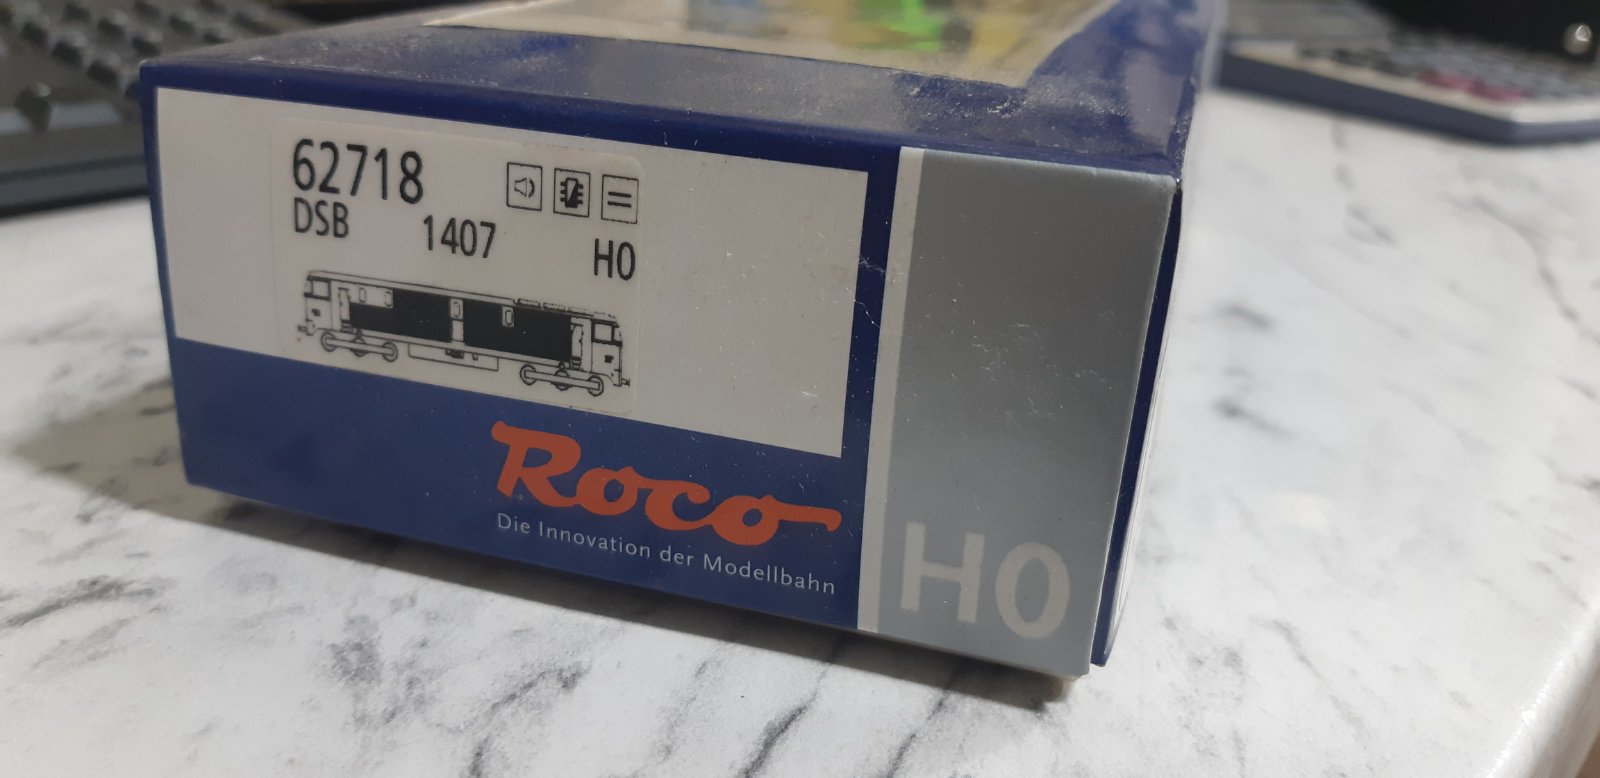 62718
DSB 1407 H0
Roco
Die Innovation der Modellbahn
H0